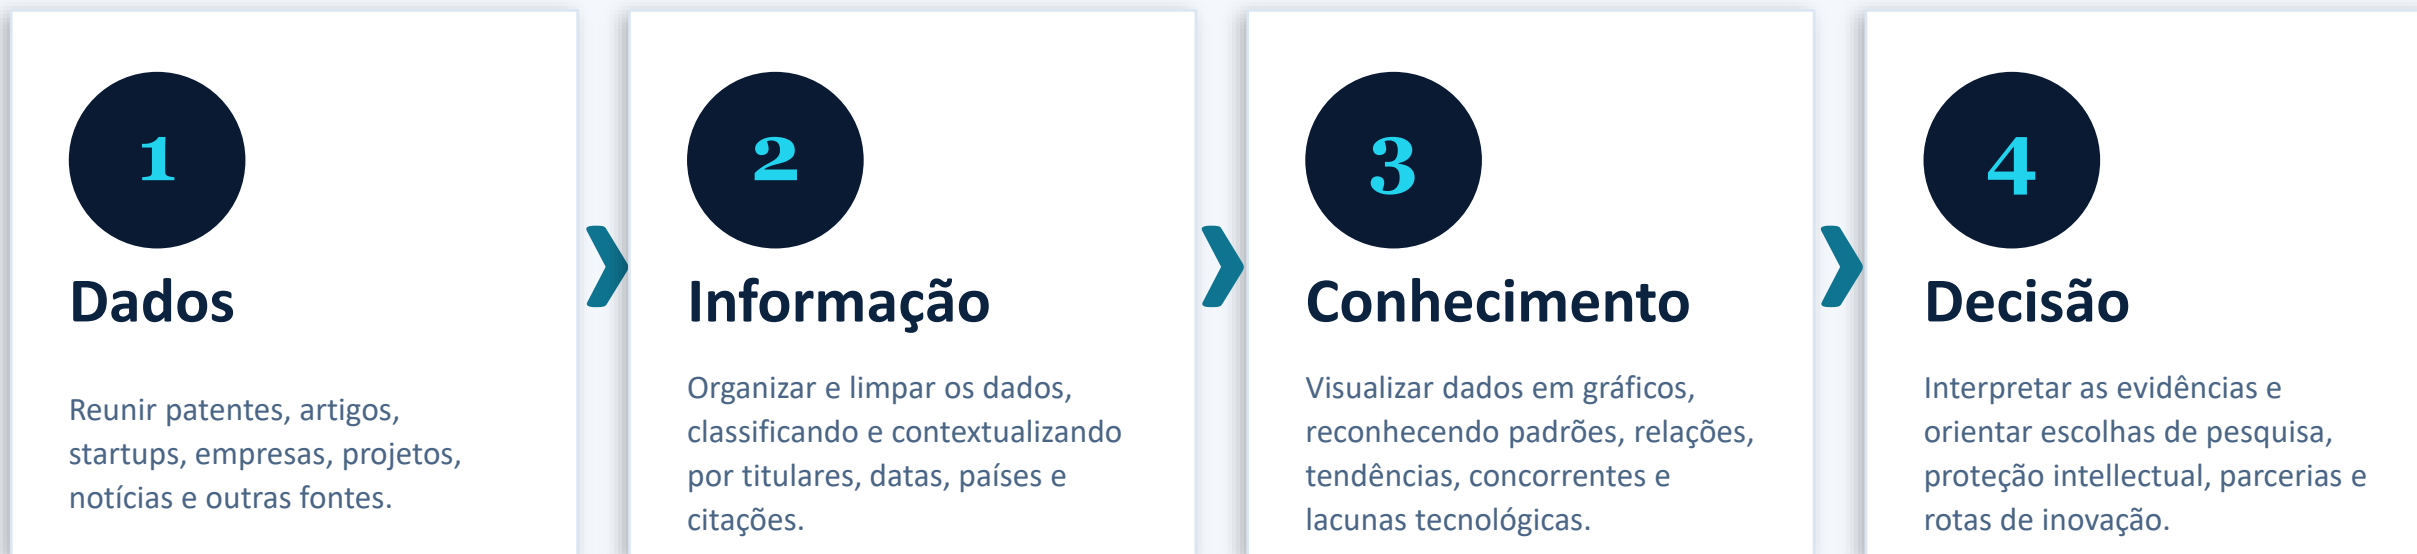 1
Dados
Reunir patentes, artigos,
startups, empresas, projetos,
notícias e outras fontes.
2
Informação
Organizar e limpar os dados,
classificando e contextualizando
por titulares, datas, países e
citações.
3
Conhecimento
Visualizar dados em gráficos,
reconhecendo padrões, relações,
tendências, concorrentes e
lacunas tecnológicas.
4
Decisão
Interpretar as evidências e
orientar escolhas de pesquisa,
proteção intellectual, parcerias e
rotas de inovação.